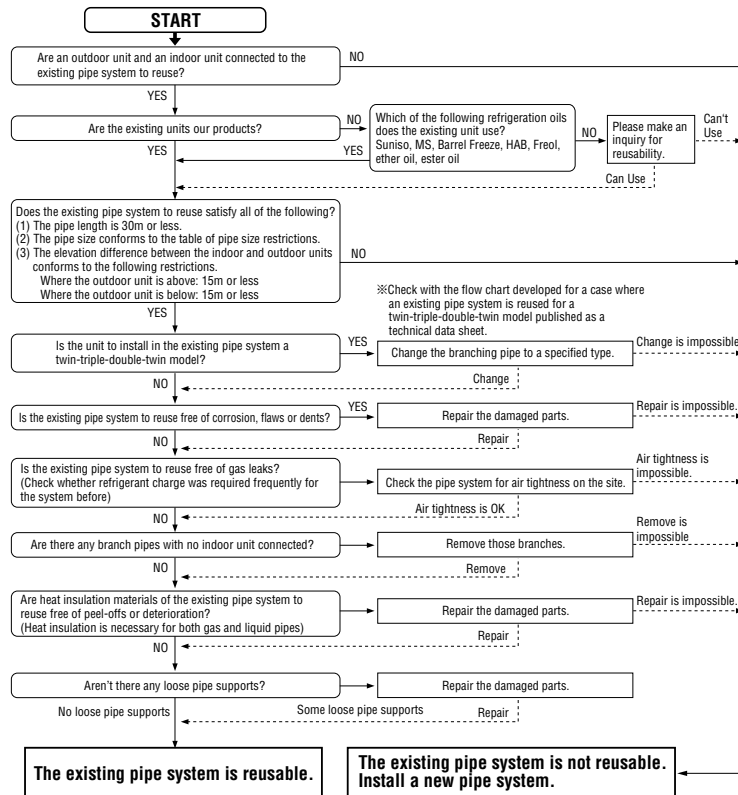 START
Are an outdoor unit and an indoor unit connected to the
existing pipe system to reuse?
NO
YES
Are the existing units our products?
NO
Which of the following refrigeration oils
does the existing unit use?
Suniso, MS, Barrel Freeze, HAB, Freol,
ether oil, ester oil
NO
Please make an
inquiry for
reusability.
Can't
Use
YES
YES
Can Use
Does the existing pipe system to reuse satisfy all of the following?
(1) The pipe length is 30m or less.
(2) The pipe size conforms to the table of pipe size restrictions.
(3) The elevation difference between the indoor and outdoor units
conforms to the following restrictions.
Where the outdoor unit is above: 15m or less
Where the outdoor unit is below: 15m or less
NO
YES
※Check with the flow chart developed for a case where
an existing pipe system is reused for a
twin-triple-double-twin model published as a
technical data sheet.
Is the unit to install in the existing pipe system a
twin-triple-double-twin model?
YES
Change the branching pipe to a specified type.
Change is impossible
NO
Change
Is the existing pipe system to reuse free of corrosion, flaws or dents?
YES
Repair the damaged parts.
Repair is impossible.
NO
Repair
Is the existing pipe system to reuse free of gas leaks?
(Check whether refrigerant charge was required frequently for
the system before)
Check the pipe system for air tightness on the site.
Air tightness is
impossible.
NO
Air tightness is OK
Are there any branch pipes with no indoor unit connected?
Remove those branches.
Remove is
impossible
NO
Remove
Are heat insulation materials of the existing pipe system to
reuse free of peel-offs or deterioration?
(Heat insulation is necessary for both gas and liquid pipes)
Repair the damaged parts.
Repair is impossible.
NO
Repair
Aren't there any loose pipe supports?
Repair the damaged parts.
No loose pipe supports
Some loose pipe supports
Repair
The existing pipe system is reusable.
The existing pipe system is not reusable.
Install a new pipe system.